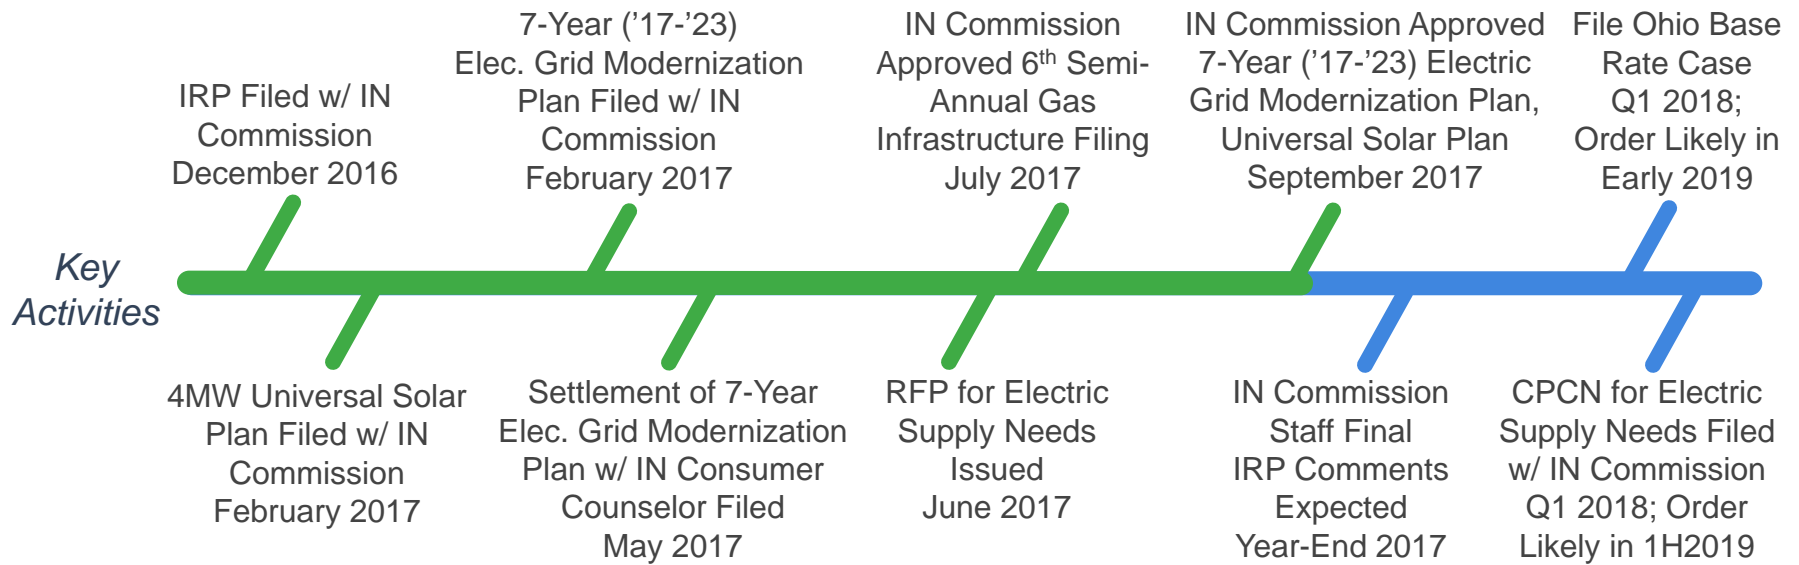 Key
Activities
IRP Filed w/ IN
Commission
December 2016
4MW Universal Solar
Plan Filed w/ IN
Commission
February 2017
7-Year (’17-’23)
Elec. Grid Modernization
Plan Filed w/ IN
Commission
February 2017
Settlement of 7-Year
Elec. Grid Modernization
Plan w/ IN Consumer
Counselor Filed
May 2017
RFP for Electric
Supply Needs
Issued
June 2017
IN Commission
Approved 6th Semi-
Annual Gas
Infrastructure Filing
July 2017
IN Commission Approved
7-Year (’17-’23) Electric
Grid Modernization Plan,
Universal Solar Plan
September 2017
IN Commission
Staff Final
IRP Comments
Expected
Year-End 2017
File Ohio Base
Rate Case
Q1 2018;
Order Likely in
Early 2019
CPCN for Electric
Supply Needs Filed
w/ IN Commission
Q1 2018; Order
Likely in 1H2019